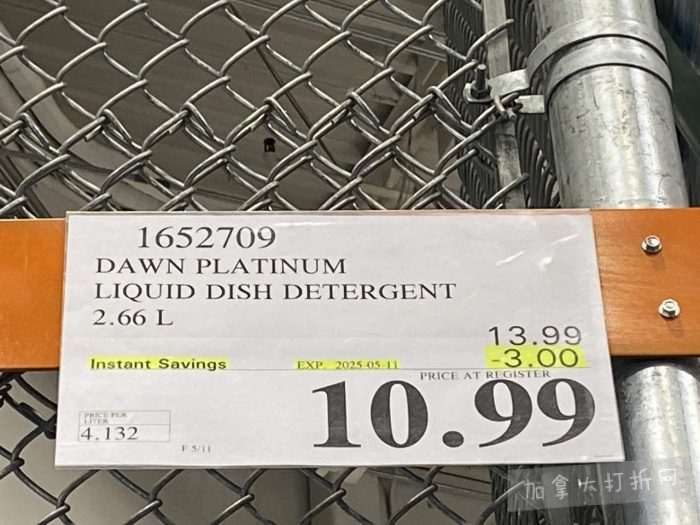 1652709
DAWN PLATINUM
LIQUID DISH DETERGENT
2.66 L
13.99
Instant Savings EXP. 2025-05-11 -3.00
PRICE AT REGISTER
10.99
PRICE PER
LITER
4.132
F 5/11
加拿大打折网